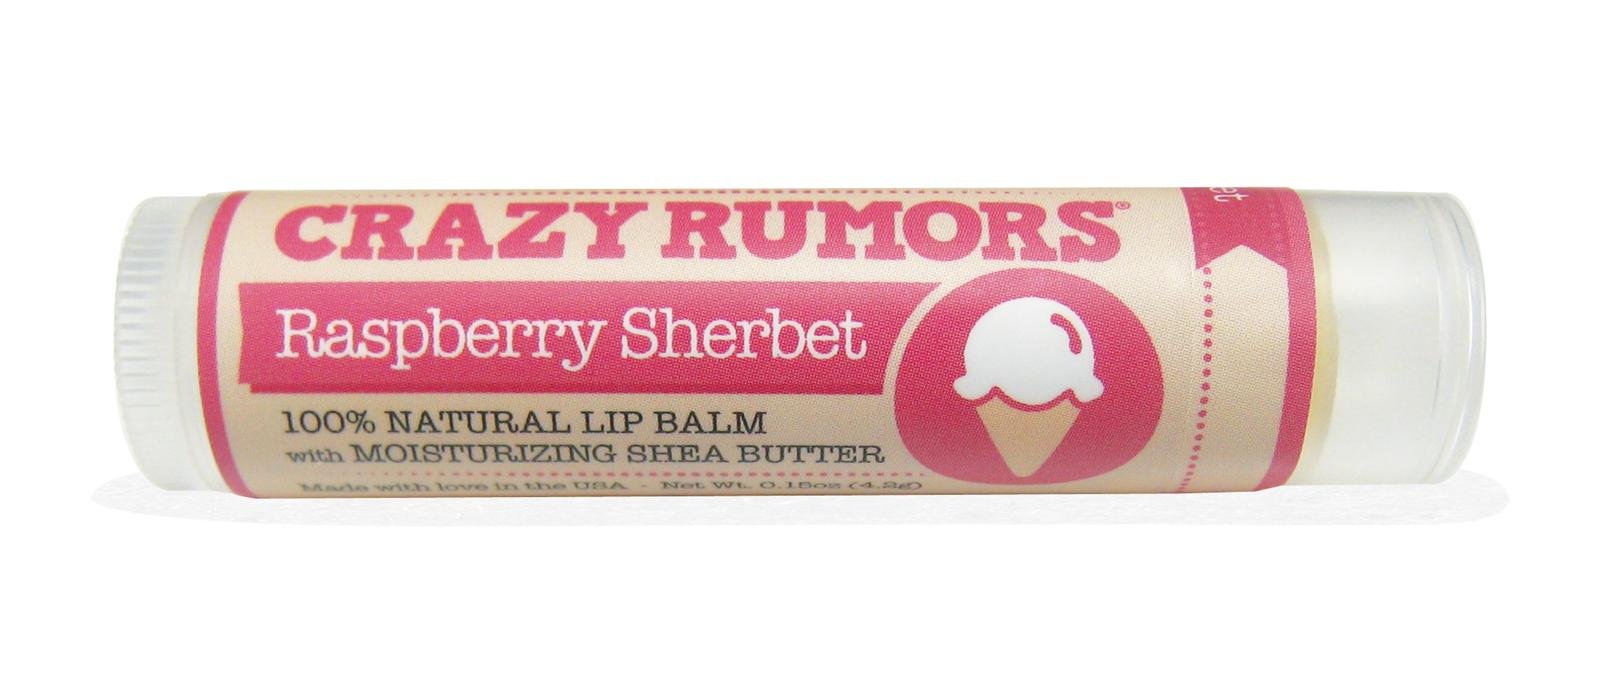 CRAZY RUMORS®
Raspberry Sherbet
100% NATURAL LIP BALM
with MOISTURIZING SHEA BUTTER
Made with love in the USA · Net Wt. 0.15oz (4.2g)
et